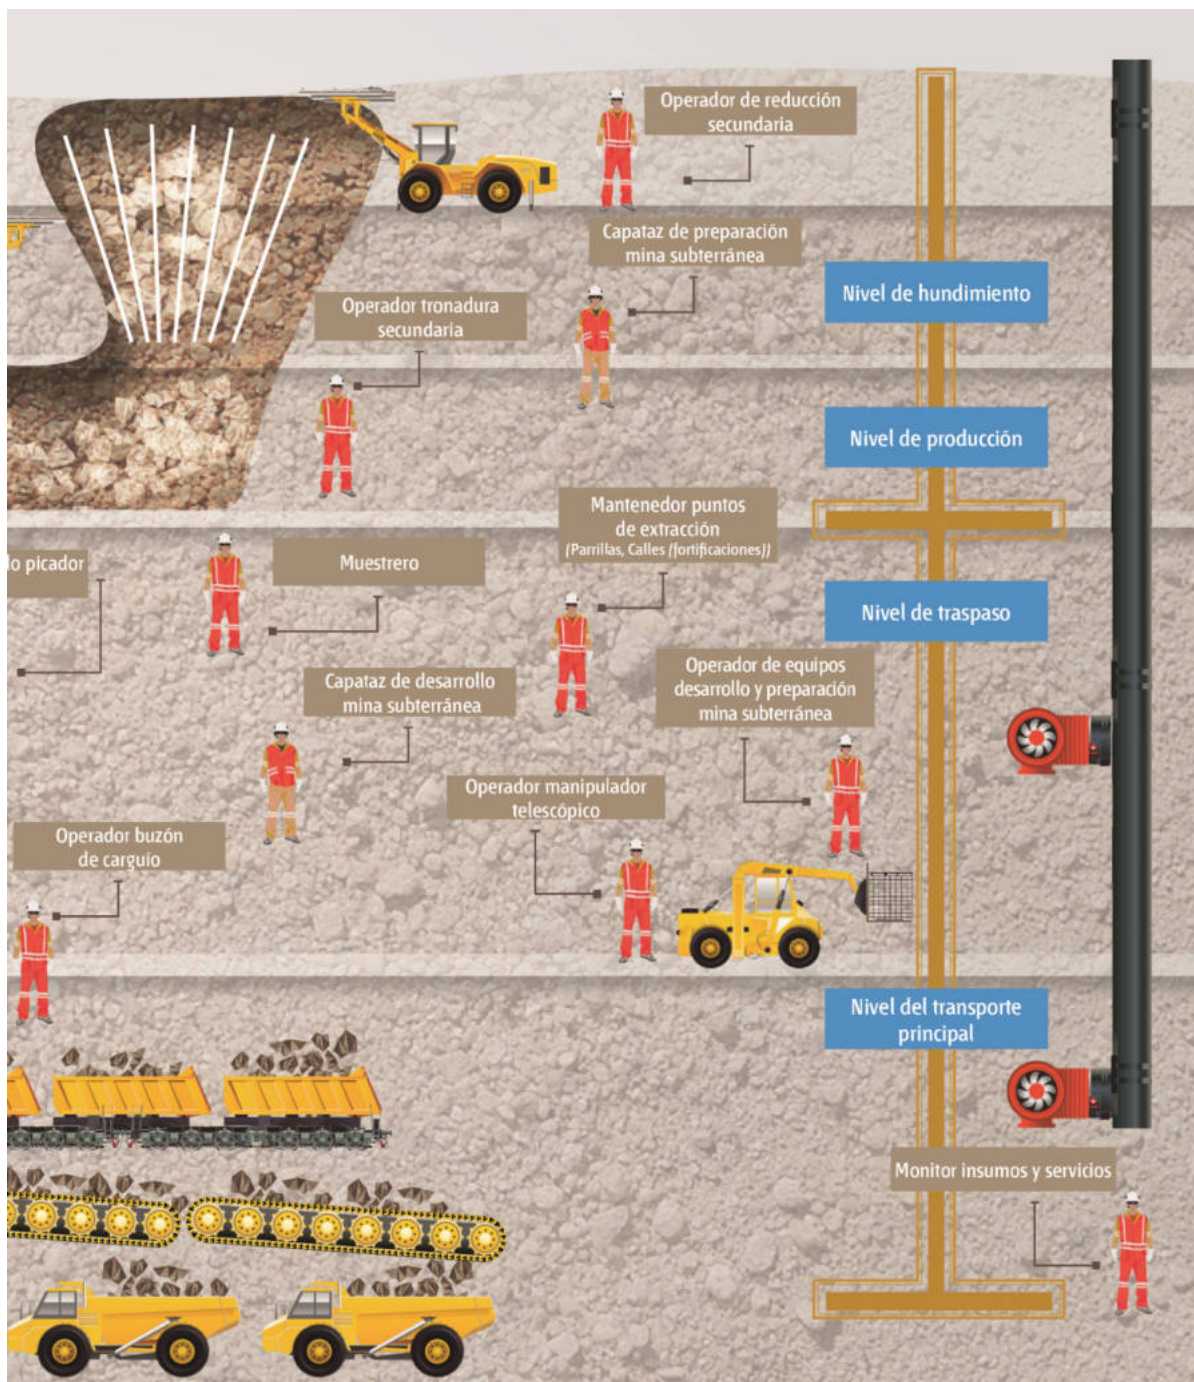 Operador de reducción
secundaria
Capataz de preparación
mina subterránea
Nivel de hundimiento
Operador tronadura
secundaria
Nivel de producción
Mantenedor puntos
de extracción
(Parrillas, Calles (fortificaciones))
picador
Muestrero
Nivel de traspaso
Operador de equipos
desarrollo y preparación
mina subterránea
Capataz de desarrollo
mina subterránea
Operador manipulador
telescópico
Operador buzón
de carguío
Nivel del transporte
principal
Monitor insumos y servicios